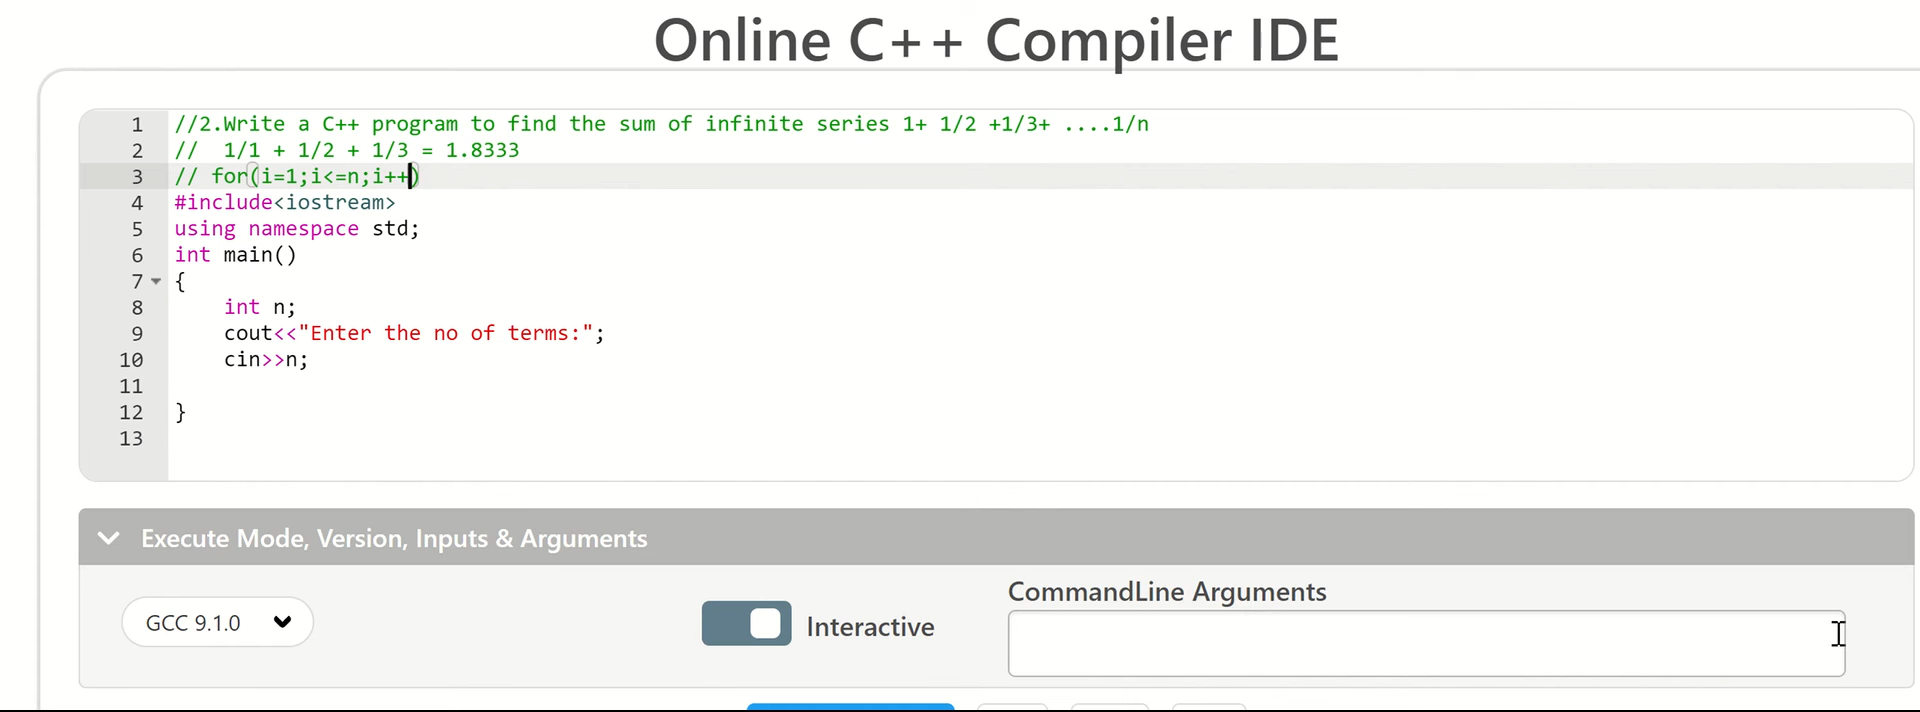 Online C++ Compiler IDE
1 //2.Write a C++ program to find the sum of infinite series 1+ 1/2 +1/3+ ....1/n
2 //  1/1 + 1/2 + 1/3 = 1.8333
3 // for(i=1;i<=n;i++)
4 #include<iostream>
5 using namespace std;
6 int main()
7 {
8     int n;
9     cout<<"Enter the no of terms:";
10     cin>>n;
11
12 }
13
Execute Mode, Version, Inputs & Arguments
CommandLine Arguments
GCC 9.1.0 Interactive